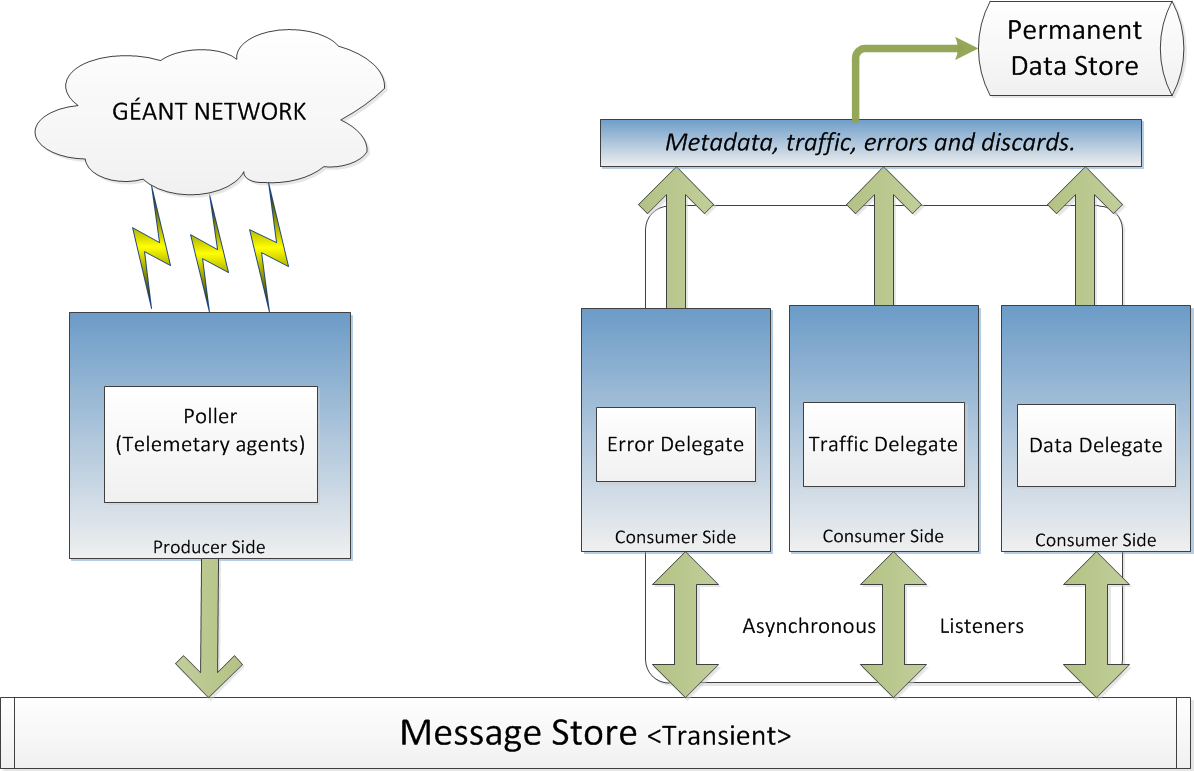 GÉANT NETWORK
Permanent
Data Store
Metadata, traffic, errors and discards.
Poller
(Telemetary agents)
Producer Side
Error Delegate
Consumer Side
Traffic Delegate
Consumer Side
Data Delegate
Consumer Side
Asynchronous
Listeners
Message Store <Transient>